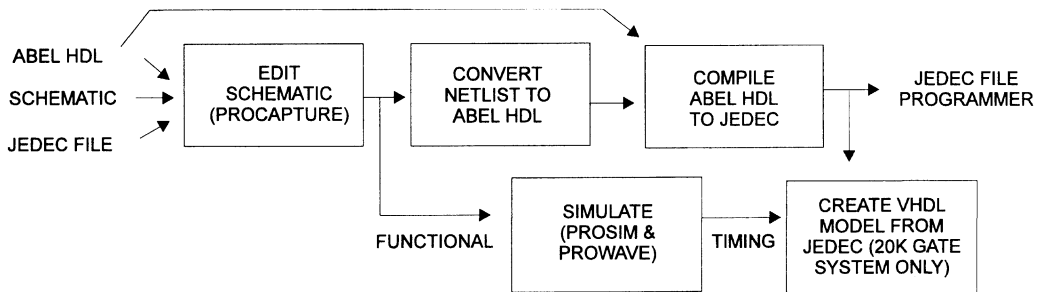 ABEL HDL
SCHEMATIC
JEDEC FILE
EDIT
SCHEMATIC
(PROCAPTURE)
CONVERT
NETLIST TO
ABEL HDL
COMPILE
ABEL HDL
TO JEDEC
JEDEC FILE
PROGRAMMER
FUNCTIONAL
SIMULATE
(PROSIM &
PROWAVE)
TIMING
CREATE VHDL
MODEL FROM
JEDEC (20K GATE
SYSTEM ONLY)